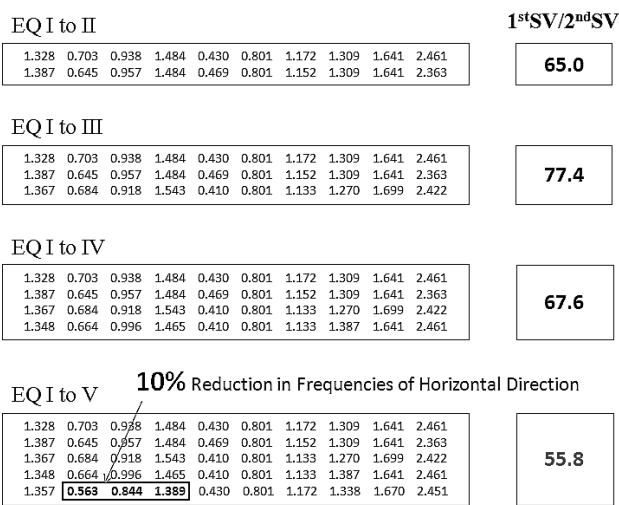 EQ I to II
1stSV/2ndSV
1.328 0.703 0.938 1.484 0.430 0.801 1.172 1.309 1.641 2.461
1.387 0.645 0.957 1.484 0.469 0.801 1.152 1.309 1.641 2.363
65.0
EQ I to III
1.328 0.703 0.938 1.484 0.430 0.801 1.172 1.309 1.641 2.461
1.387 0.645 0.957 1.484 0.469 0.801 1.152 1.309 1.641 2.363
1.367 0.684 0.918 1.543 0.410 0.801 1.133 1.270 1.699 2.422
77.4
EQ I to IV
1.328 0.703 0.938 1.484 0.430 0.801 1.172 1.309 1.641 2.461
1.387 0.645 0.957 1.484 0.469 0.801 1.152 1.309 1.641 2.363
1.367 0.684 0.918 1.543 0.410 0.801 1.133 1.270 1.699 2.422
1.348 0.664 0.996 1.465 0.410 0.801 1.133 1.387 1.641 2.461
67.6
EQ I to V
10% Reduction in Frequencies of Horizontal Direction
1.328 0.703 0.938 1.484 0.430 0.801 1.172 1.309 1.641 2.461
1.387 0.645 0.957 1.484 0.469 0.801 1.152 1.309 1.641 2.363
1.367 0.684 0.918 1.543 0.410 0.801 1.133 1.270 1.699 2.422
1.348 0.664 0.996 1.465 0.410 0.801 1.133 1.387 1.641 2.461
1.357 0.563 0.844 1.389 0.430 0.801 1.172 1.338 1.670 2.451
55.8